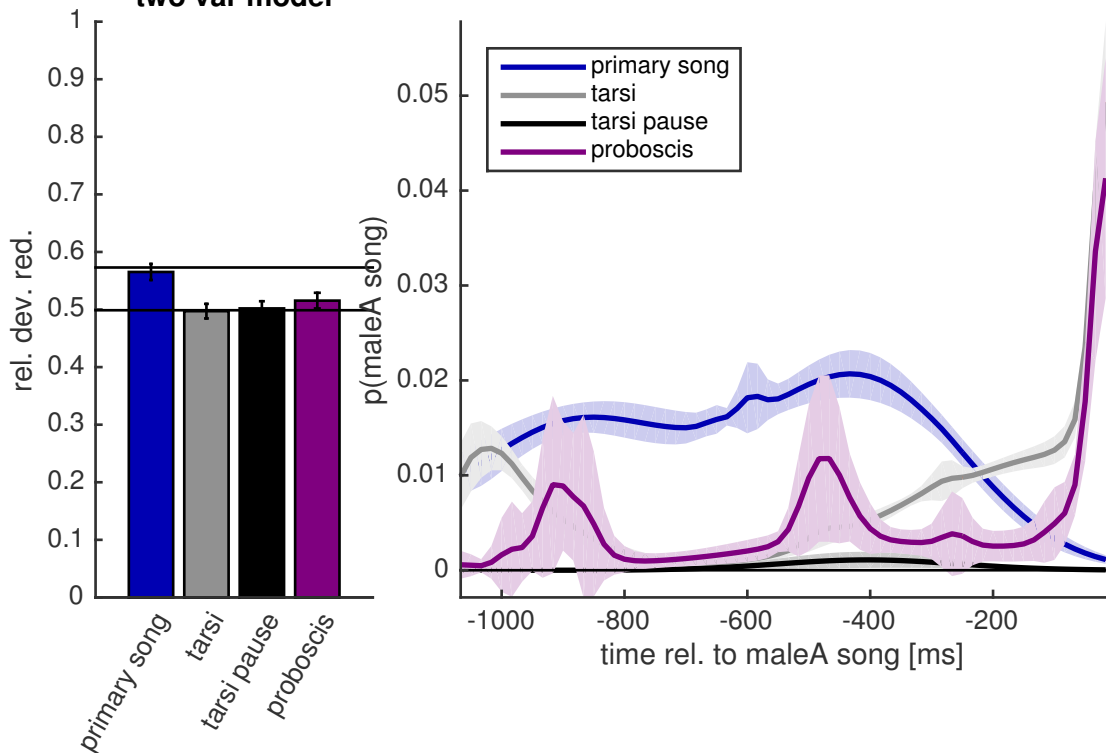 two var model
rel. dev. red.
1
0.9
0.8
0.7
0.6
0.5
0.4
0.3
0.2
0.1
0
primary song
tarsi
tarsi pause
proboscis
p(maleA song)
0.05
0.04
0.03
0.02
0.01
0
primary song
tarsi
tarsi pause
proboscis
-1000
-800
-600
-400
-200
time rel. to maleA song [ms]